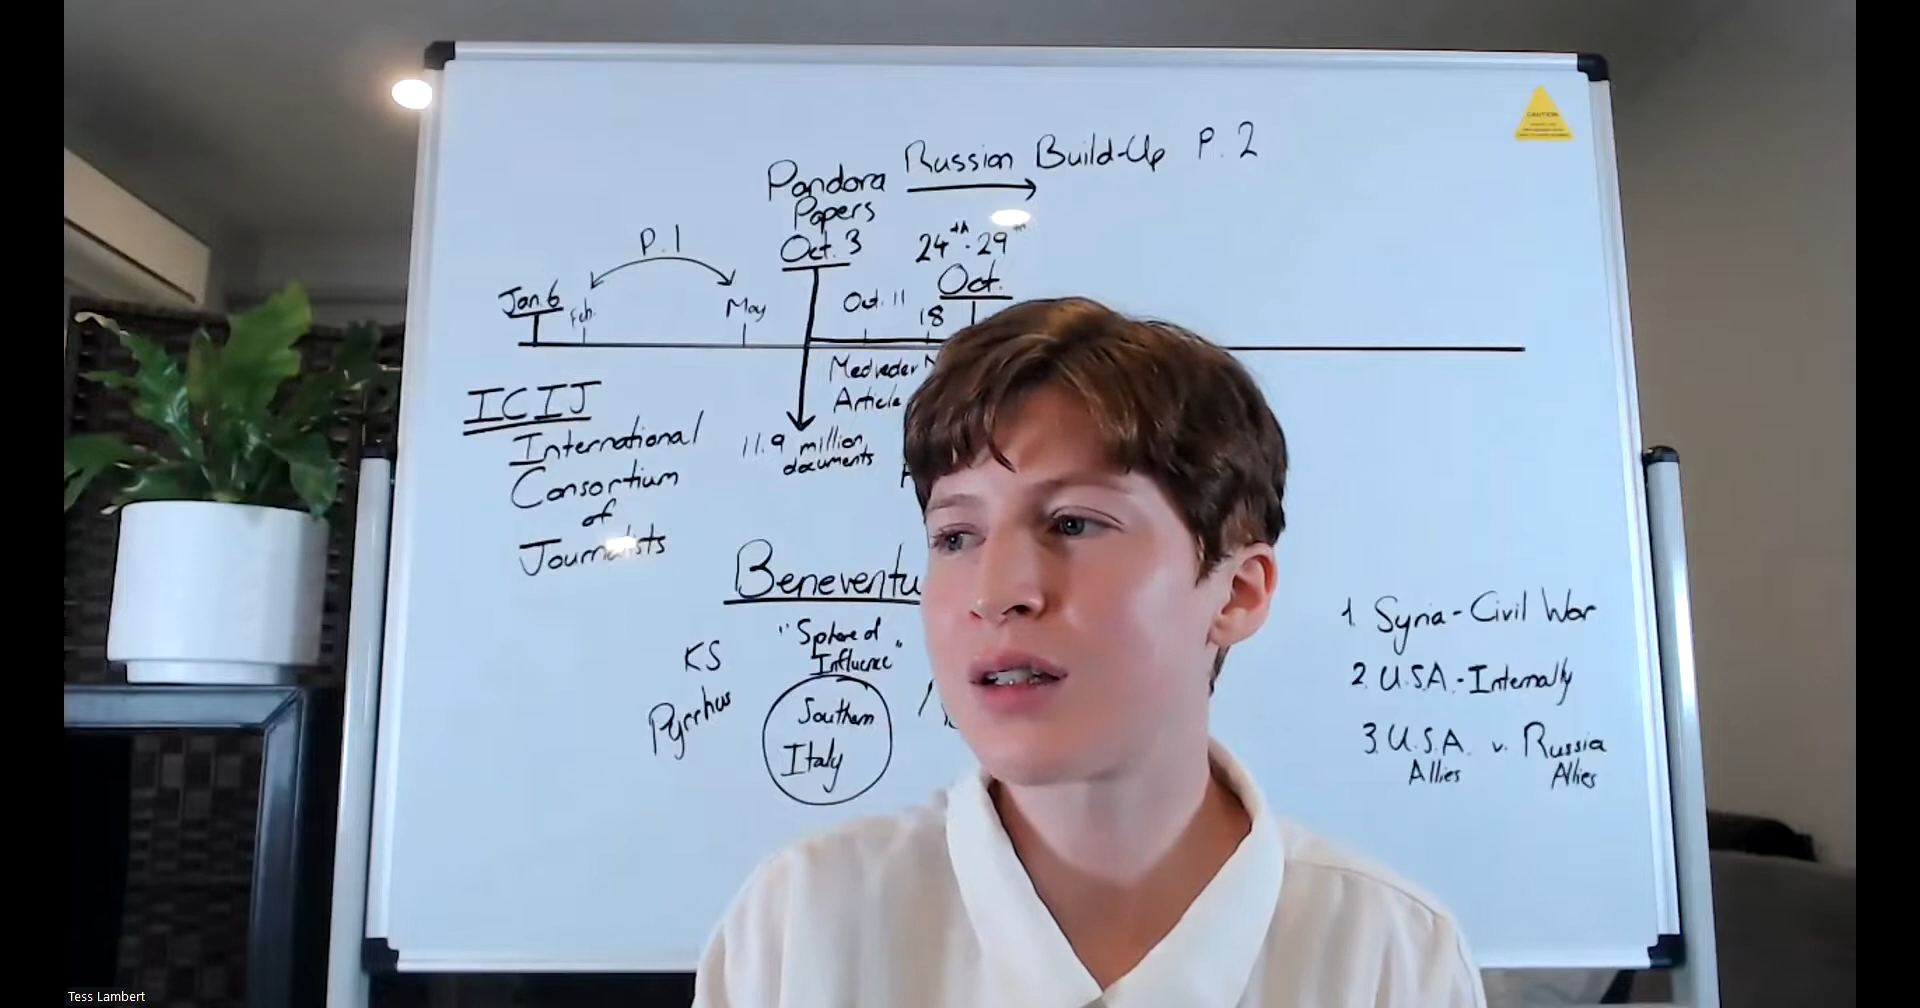 Russian Build-Up P. 2
Pandora
Papers
Oct. 3
24th - 29th
Oct.
P. 1
Jan. 6
Feb.
May
Oct. 11
18
Medvedev N
Article
11.9 million
documents
ICIJ
International
Consortium
of
Journalists
Beneventu
"Sphere of
Influence"
KS
Pyrrhus
Southern
Italy
1. Syria - Civil War
2. U.S.A. - Internally
3. U.S.A. v. Russia
Allies Allies
CAUTION
Tess Lambert